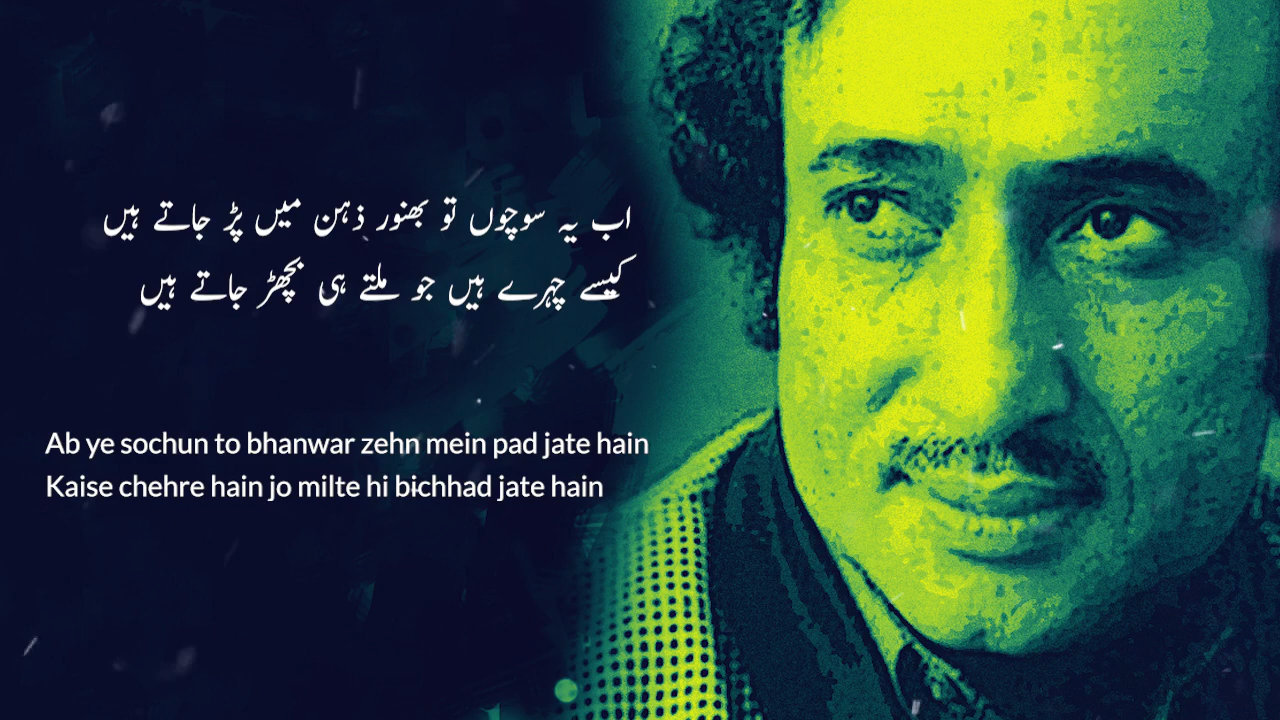 اب یہ سوچوں تو بھنور ذہن میں پڑ جاتے ہیں
کیسے چہرے ہیں جو ملتے ہی بچھڑ جاتے ہیں
Ab ye sochun to bhanwar zehn mein pad jate hain
Kaise chehre hain jo milte hi bichhad jate hain